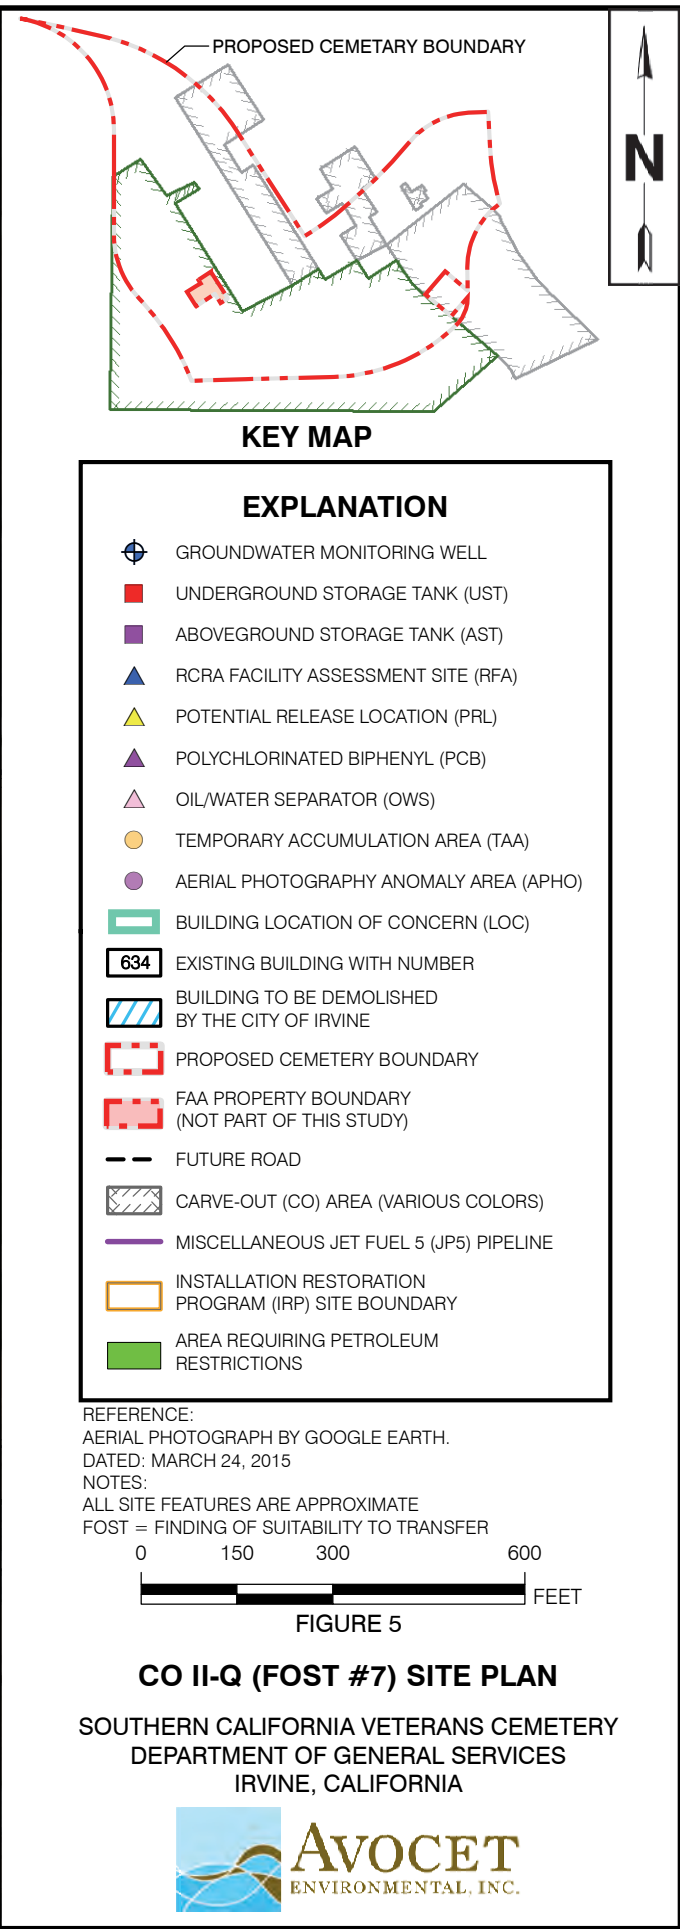 PROPOSED CEMETARY BOUNDARY
N
KEY MAP
EXPLANATION
GROUNDWATER MONITORING WELL
UNDERGROUND STORAGE TANK (UST)
ABOVEGROUND STORAGE TANK (AST)
RCRA FACILITY ASSESSMENT SITE (RFA)
POTENTIAL RELEASE LOCATION (PRL)
POLYCHLORINATED BIPHENYL (PCB)
OIL/WATER SEPARATOR (OWS)
TEMPORARY ACCUMULATION AREA (TAA)
AERIAL PHOTOGRAPHY ANOMALY AREA (APHO)
BUILDING LOCATION OF CONCERN (LOC)
634 EXISTING BUILDING WITH NUMBER
BUILDING TO BE DEMOLISHED
BY THE CITY OF IRVINE
PROPOSED CEMETERY BOUNDARY
FAA PROPERTY BOUNDARY
(NOT PART OF THIS STUDY)
FUTURE ROAD
CARVE-OUT (CO) AREA (VARIOUS COLORS)
MISCELLANEOUS JET FUEL 5 (JP5) PIPELINE
INSTALLATION RESTORATION
PROGRAM (IRP) SITE BOUNDARY
AREA REQUIRING PETROLEUM
RESTRICTIONS
REFERENCE:
AERIAL PHOTOGRAPH BY GOOGLE EARTH.
DATED: MARCH 24, 2015
NOTES:
ALL SITE FEATURES ARE APPROXIMATE
FOST = FINDING OF SUITABILITY TO TRANSFER
0 150 300 600
FEET
FIGURE 5
CO II-Q (FOST #7) SITE PLAN
SOUTHERN CALIFORNIA VETERANS CEMETERY
DEPARTMENT OF GENERAL SERVICES
IRVINE, CALIFORNIA
AVOCET
ENVIRONMENTAL, INC.